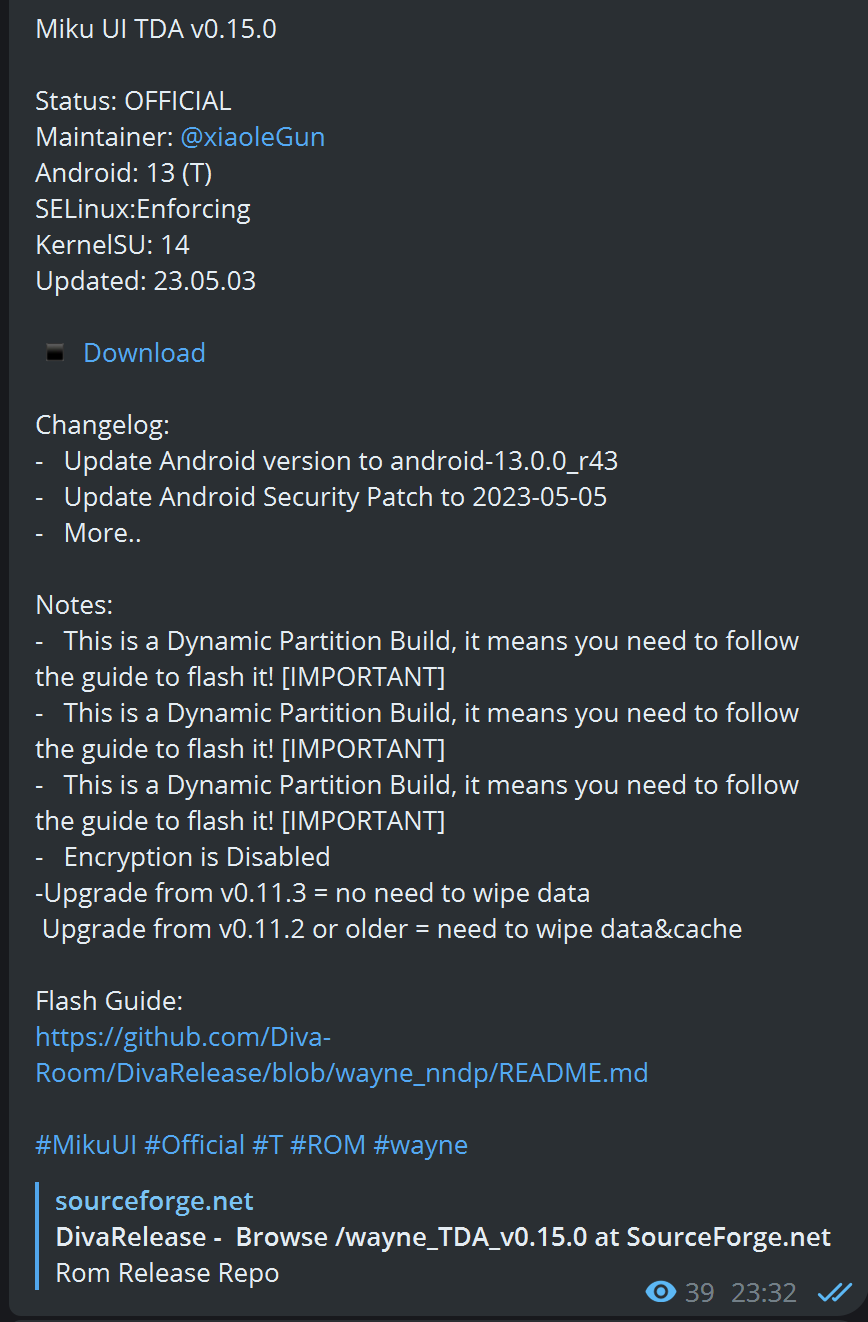 Miku UI TDA v0.15.0
Status: OFFICIAL
Maintainer: @xiaoleGun
Android: 13 (T)
SELinux:Enforcing
KernelSU: 14
Updated: 23.05.03
Download
Changelog:
-   Update Android version to android-13.0.0_r43
-   Update Android Security Patch to 2023-05-05
-   More..
Notes:
-   This is a Dynamic Partition Build, it means you need to follow
the guide to flash it! [IMPORTANT]
-   This is a Dynamic Partition Build, it means you need to follow
the guide to flash it! [IMPORTANT]
-   This is a Dynamic Partition Build, it means you need to follow
the guide to flash it! [IMPORTANT]
-   Encryption is Disabled
-Upgrade from v0.11.3 = no need to wipe data
Upgrade from v0.11.2 or older = need to wipe data&cache
Flash Guide:
https://github.com/Diva-
Room/DivaRelease/blob/wayne_nndp/README.md
#MikuUI #Official #T #ROM #wayne
sourceforge.net
DivaRelease -  Browse /wayne_TDA_v0.15.0 at SourceForge.net
Rom Release Repo
39 23:32